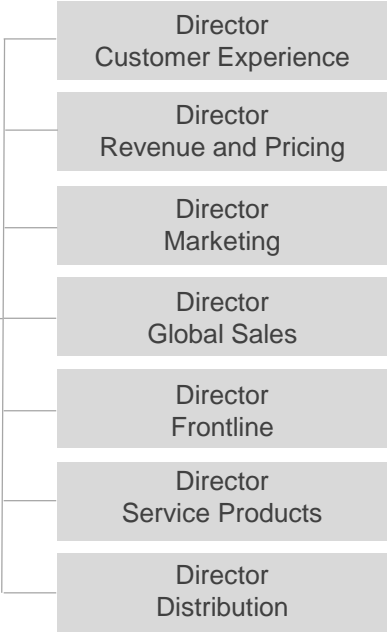 Director
Customer Experience
Director
Revenue and Pricing
Director
Marketing
Director
Global Sales
Director
Frontline
Director
Service Products
Director
Distribution